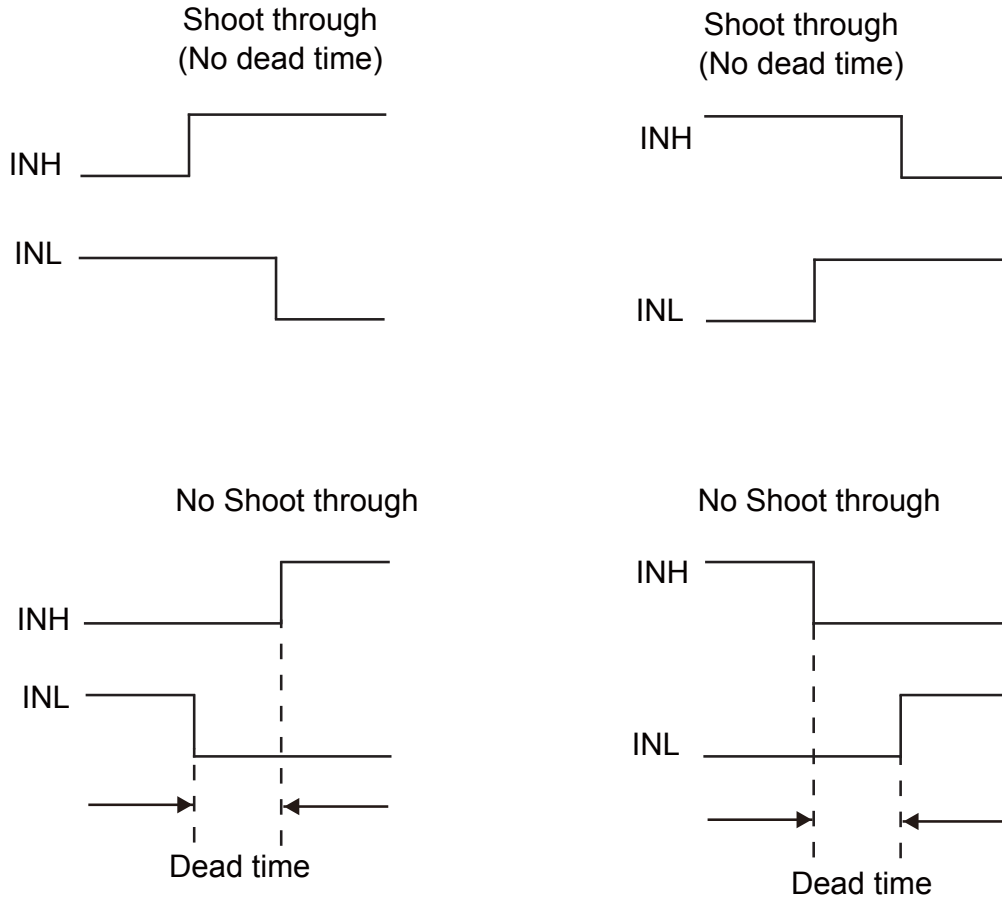 Shoot through
(No dead time)
INH
INL
Shoot through
(No dead time)
INH
INL
No Shoot through
INH
INL
Dead time
No Shoot through
INH
INL
Dead time